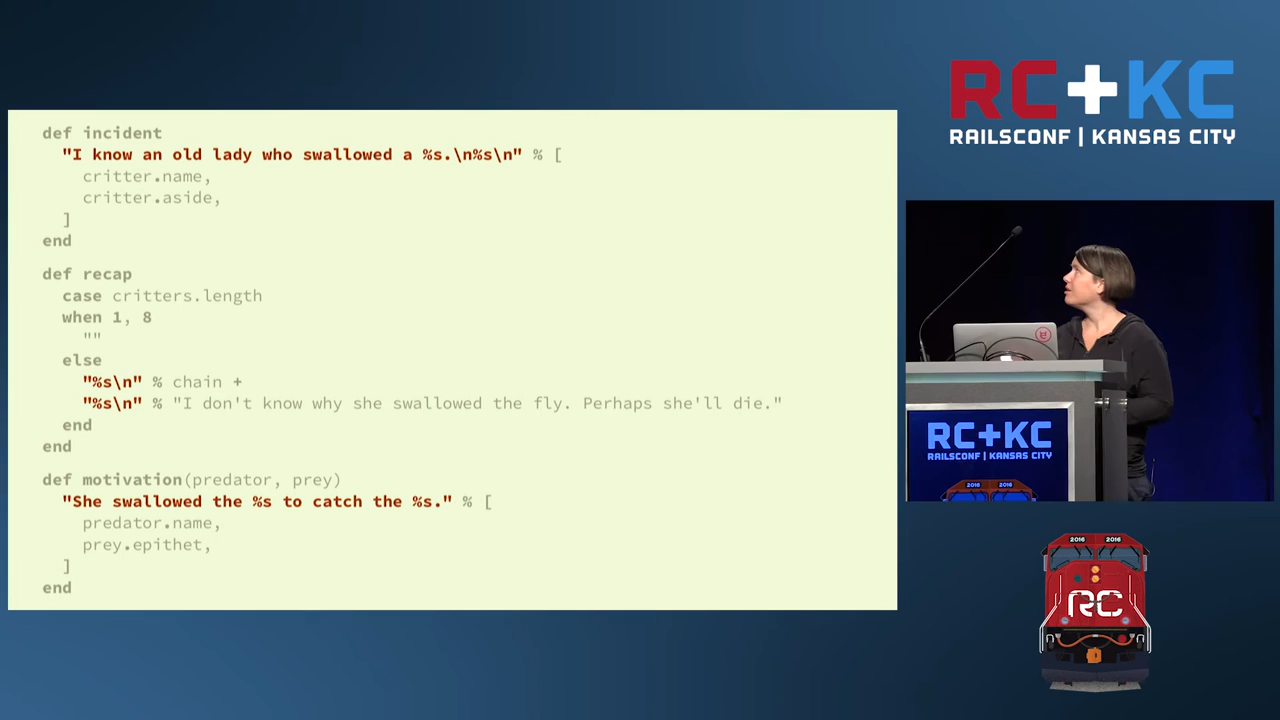 def incident
  "I know an old lady who swallowed a %s.\n%s\n" % [
    critter.name,
    critter.aside,
  ]
end
def recap
  case critters.length
  when 1, 8
    ""
  else
    "%s\n" % chain +
    "%s\n" % "I don't know why she swallowed the fly. Perhaps she'll die."
  end
end
def motivation(predator, prey)
  "She swallowed the %s to catch the %s." % [
    predator.name,
    prey.epithet,
  ]
end
RC+KC
RAILSCONF | KANSAS CITY
RC+KC
RAILSCONF | KANSAS CITY
2016 2016
2016 2016
RC